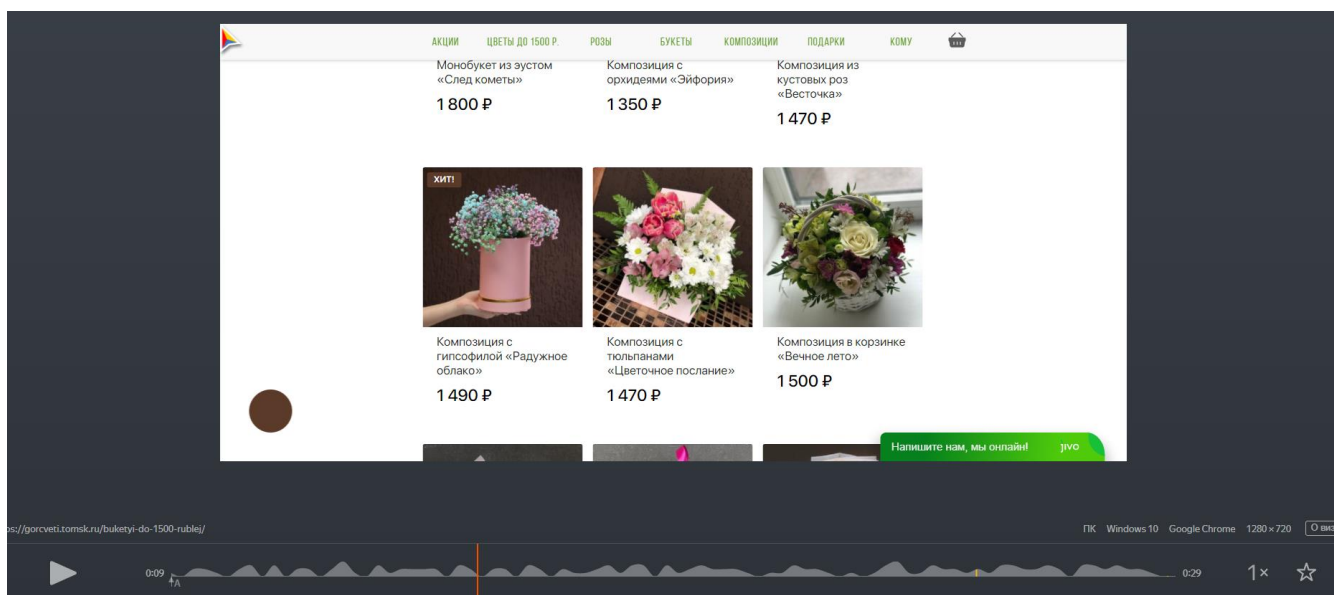 АКЦИИ ЦВЕТЫ ДО 1500 Р. РОЗЫ БУКЕТЫ КОМПОЗИЦИИ ПОДАРКИ КОМУ
Монобукет из эустом
«След кометы»
1 800 ₽
Композиция с
орхидеями «Эйфория»
1 350 ₽
Композиция из
кустовых роз
«Весточка»
1 470 ₽
ХИТ!
Композиция с
гипсофилой «Радужное
облако»
1 490 ₽
Композиция с
тюльпанами
«Цветочное послание»
1 470 ₽
Композиция в корзинке
«Вечное лето»
1 500 ₽
Напишите нам, мы онлайн! jivo
ps://gorcveti.tomsk.ru/buketyi-do-1500-rublej/
ПК Windows 10 Google Chrome 1280×720 О виз
0:09 A 0:29 1×